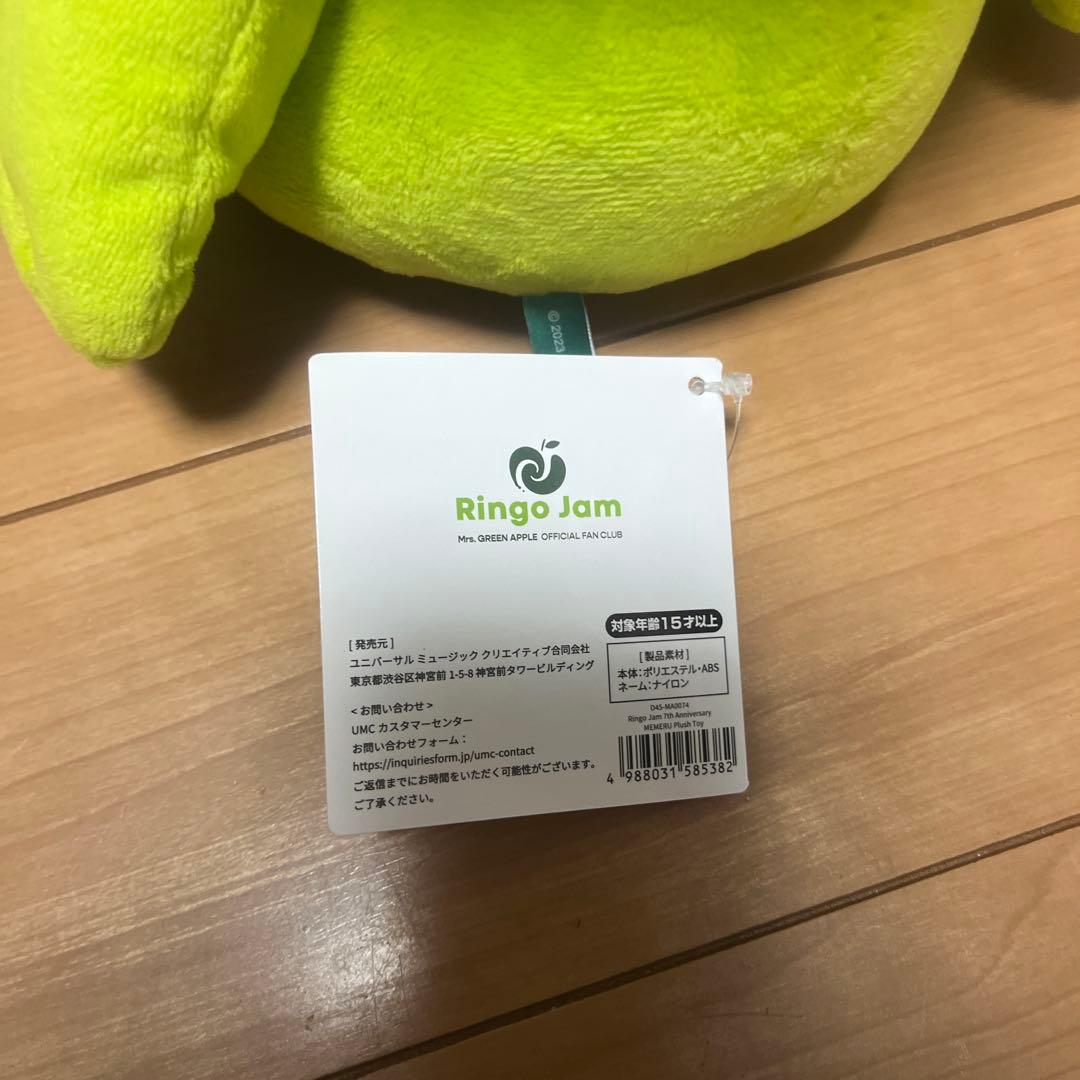 © 2023
Ringo Jam
Mrs. GREEN APPLE OFFICIAL FAN CLUB
対象年齢15才以上
[ 発売元 ]
ユニバーサル ミュージック クリエイティブ合同会社
東京都渋谷区神宮前 1-5-8 神宮前タワービルディング
< お問い合わせ >
UMC カスタマーセンター
お問い合わせフォーム：
https://inquiriesform.jp/umc-contact
ご返信までにお時間をいただく可能性がございます。
ご了承ください。
[ 製品素材 ]
本体：ポリエステル・ABS
ネーム：ナイロン
D4S-MA0074
Ringo Jam 7th Anniversary
MEMERU Plush Toy
4 988031 585382